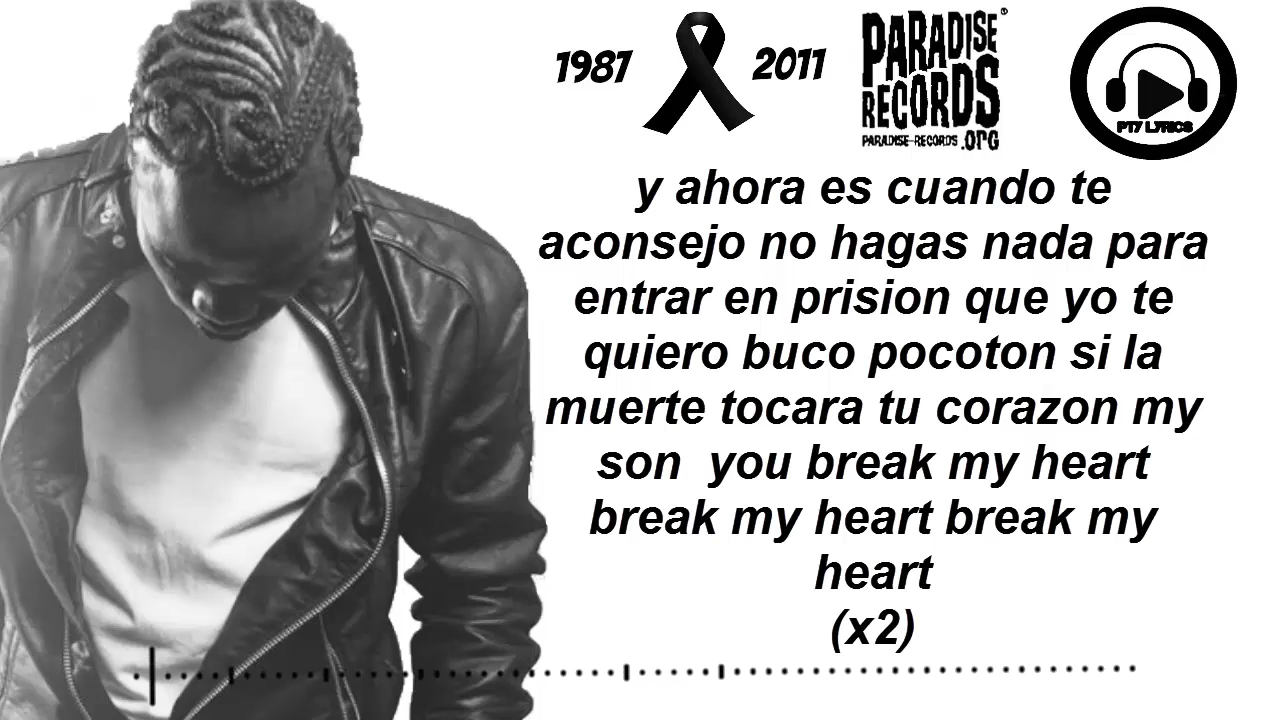 1987
2011
PARADISE
RECORDS
PARADISE-RECORDS.org
PTY LYRICS
y ahora es cuando te
aconsejo no hagas nada para
entrar en prision que yo te
quiero buco pocoton si la
muerte tocara tu corazon my
son you break my heart
break my heart break my
heart
(x2)